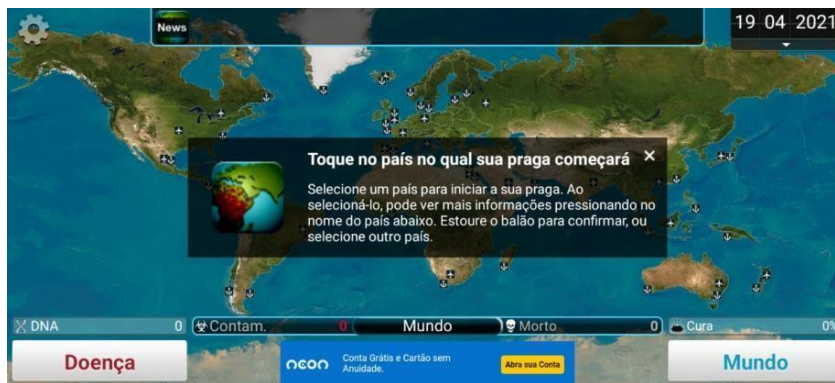 News
19 04 2021
Toque no país no qual sua praga começará
Selecione um país para iniciar a sua praga. Ao
selecioná-lo, pode ver mais informações pressionando no
nome do país abaixo. Estoure o balão para confirmar, ou
selecione outro país.
DNA 0 Contam. 0 Mundo Morto 0 Cura 0%
Doença
neon
Conta Grátis e Cartão sem
Anuidade.
Abra sua Conta
Mundo